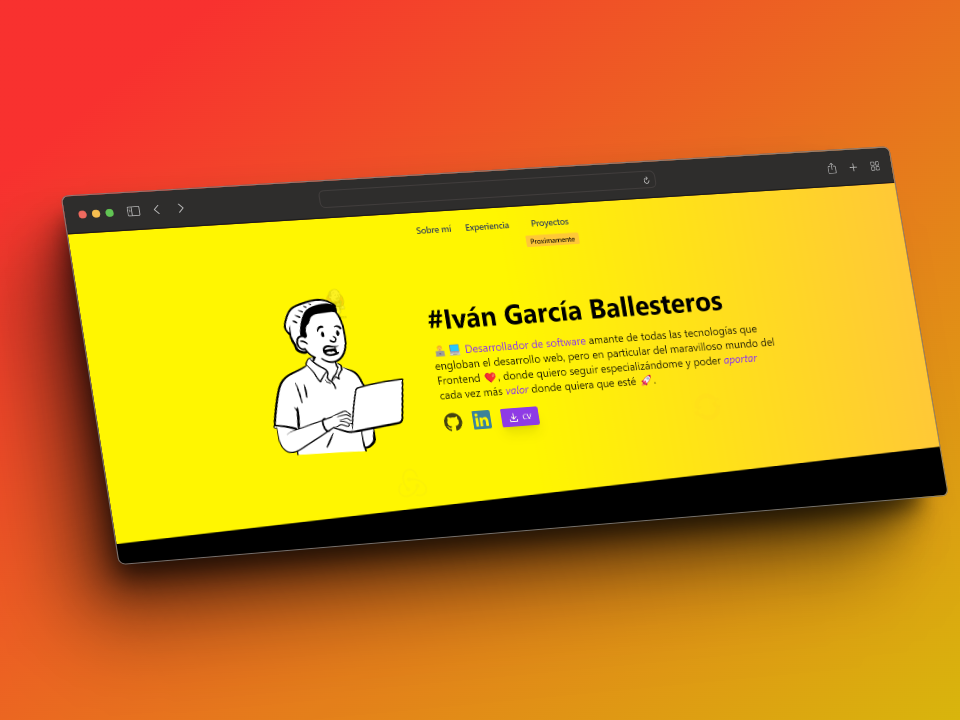 Sobre mí Experiencia Proyectos
Proximamente
#Iván García Ballesteros
Desarrollador de software amante de todas las tecnologías que
engloban el desarrollo web, pero en particular del maravilloso mundo del
Frontend ❤️, donde quiero seguir especializándome y poder aportar
cada vez más valor donde quiera que esté 🚀.
in CV